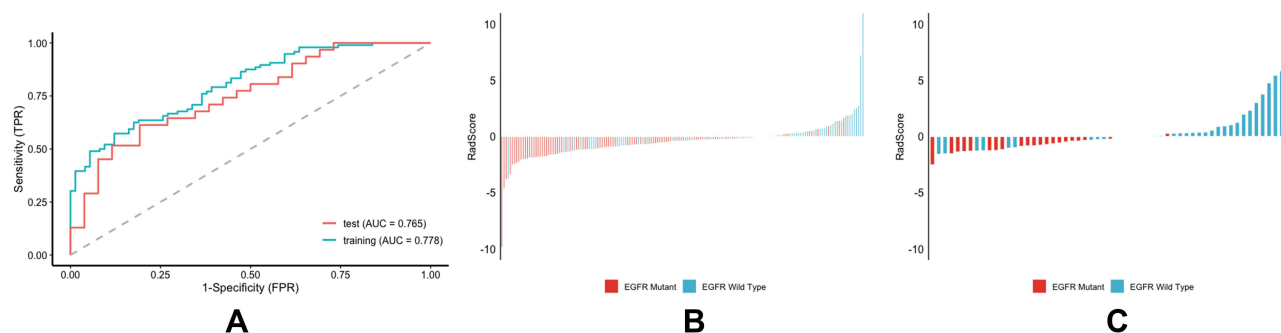 1.00
0.75
0.50
0.25
0.00
Sensitivity (TPR)
test (AUC = 0.765)
training (AUC = 0.778)
0.00 0.25 0.50 0.75 1.00
1-Specificity (FPR)
A
10
5
0
-5
-10
RadScore
EGFR Mutant EGFR Wild Type
B
10
5
0
-5
-10
RadScore
EGFR Mutant EGFR Wild Type
C